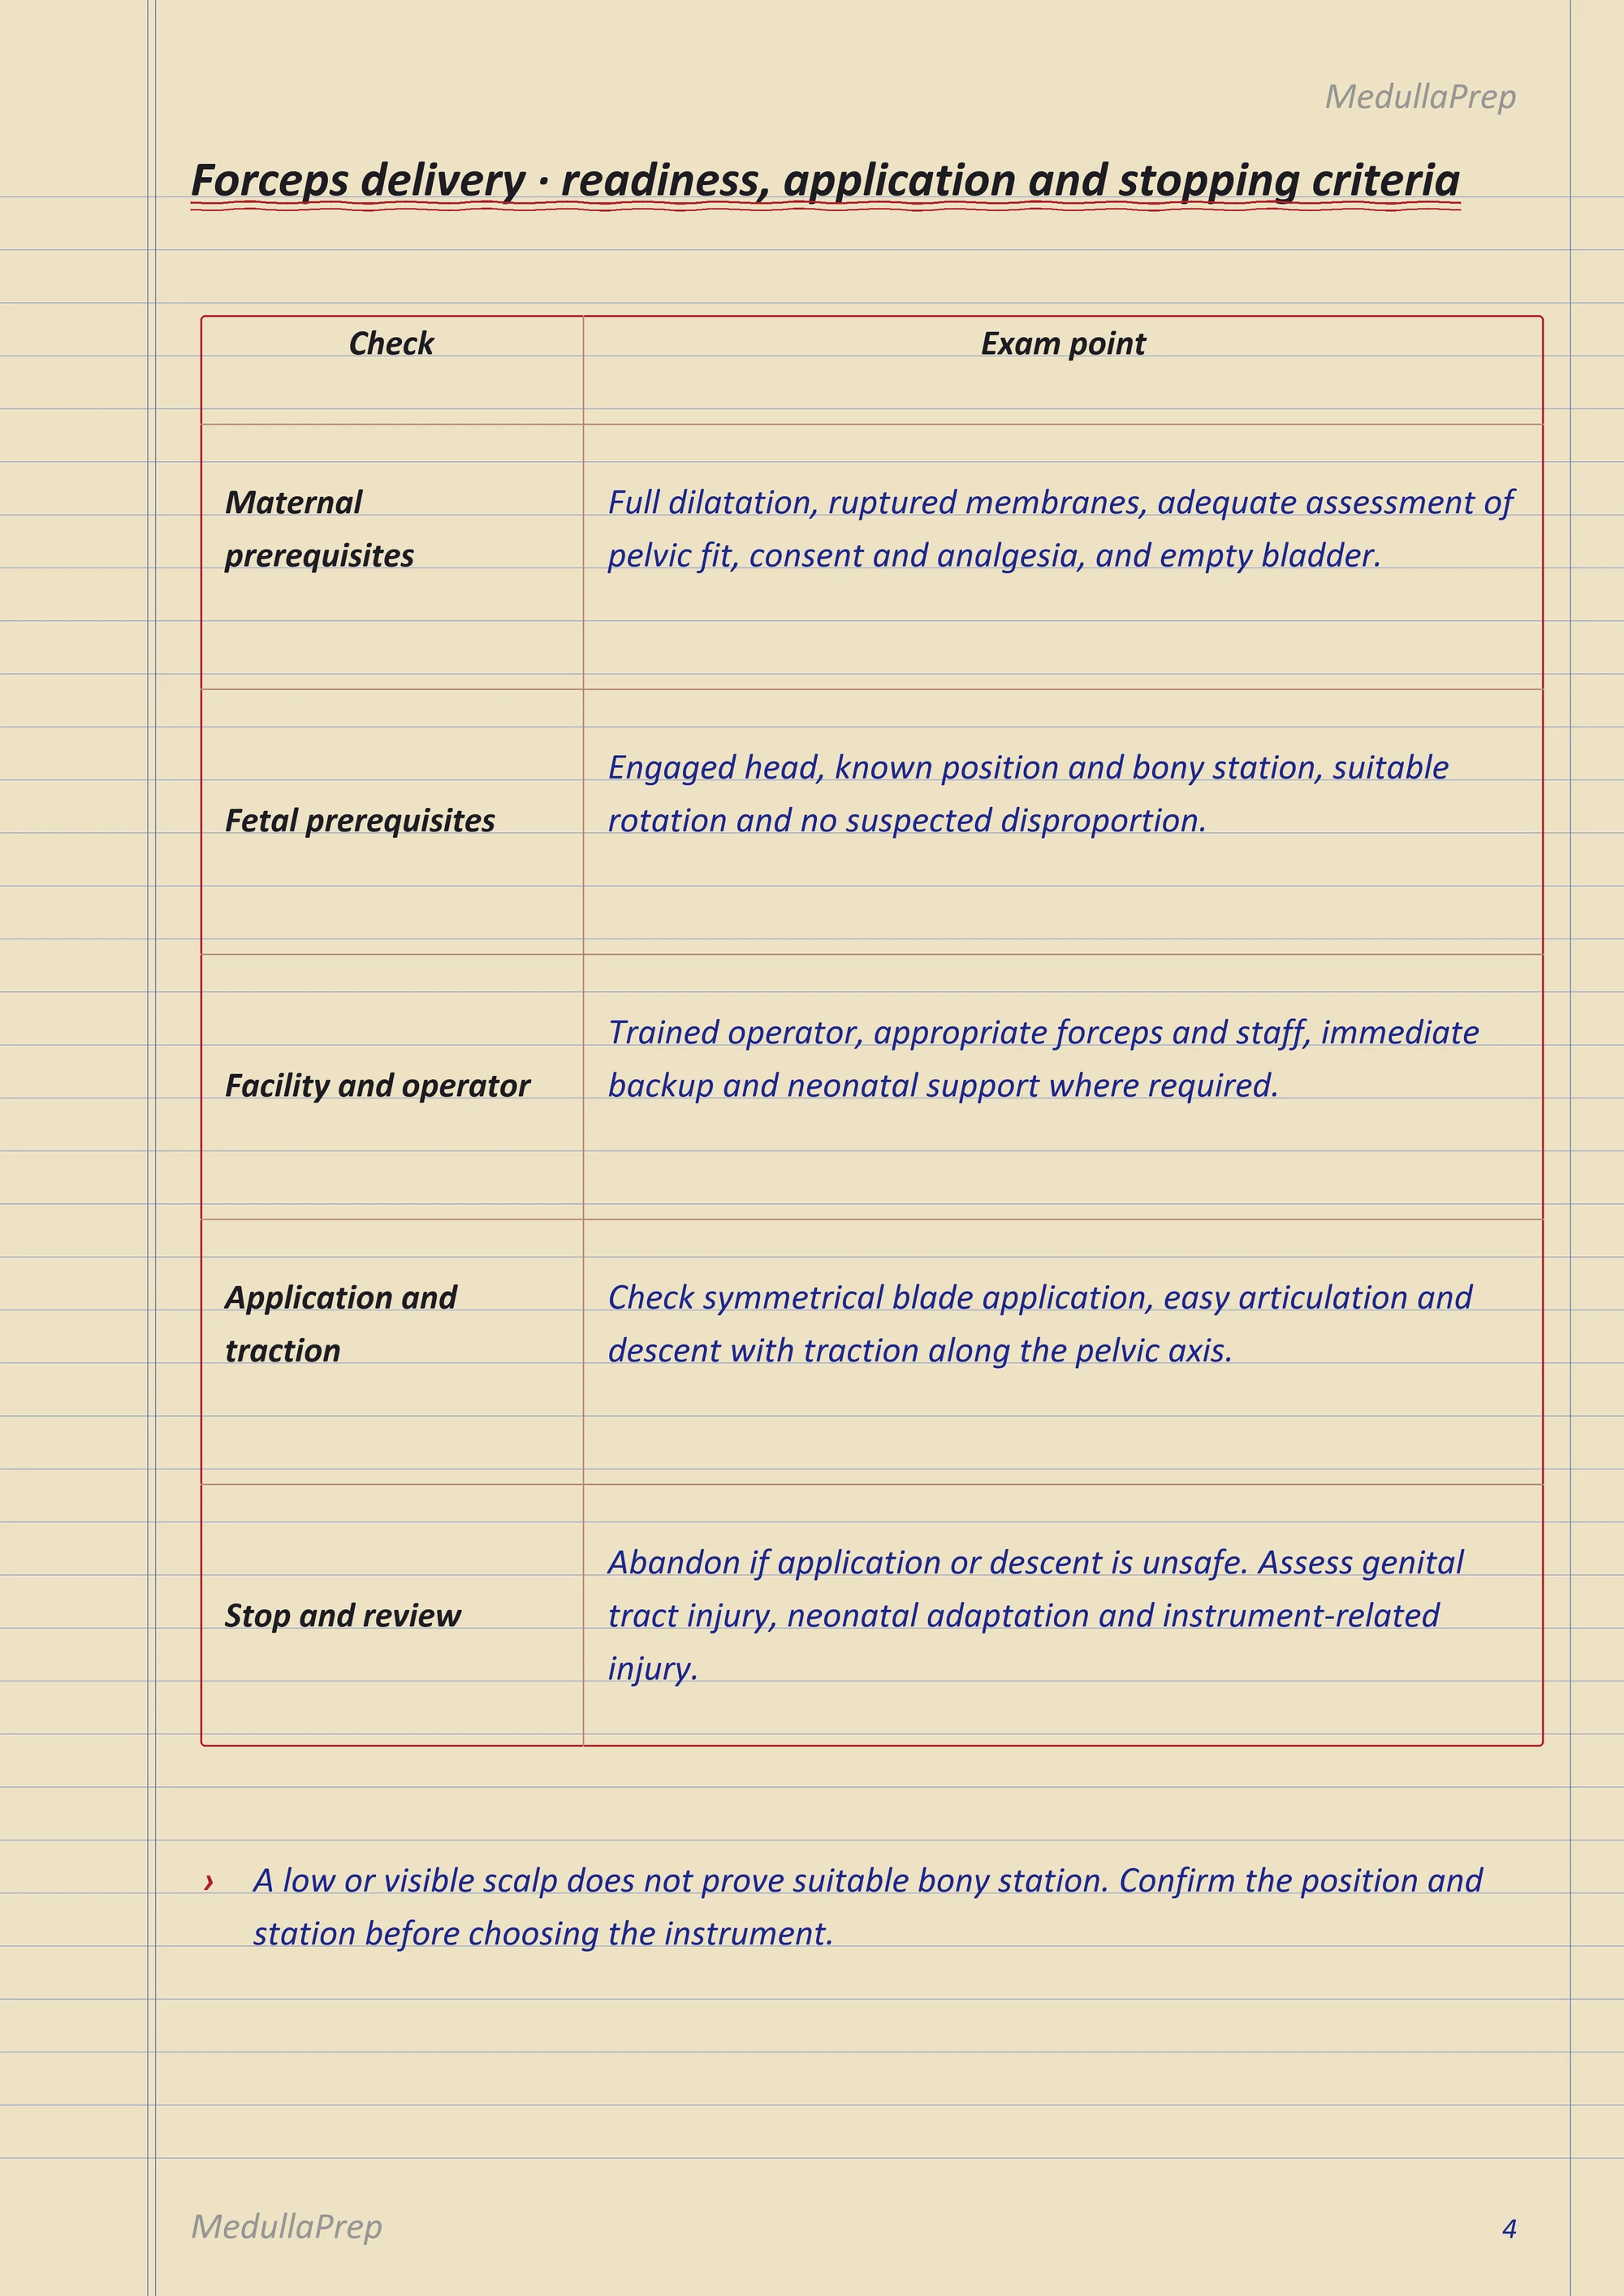 MedullaPrep
Forceps delivery · readiness, application and stopping criteria
Check
Exam point
Maternal
prerequisites
Full dilatation, ruptured membranes, adequate assessment of
pelvic fit, consent and analgesia, and empty bladder.
Fetal prerequisites
Engaged head, known position and bony station, suitable
rotation and no suspected disproportion.
Facility and operator
Trained operator, appropriate forceps and staff, immediate
backup and neonatal support where required.
Application and
traction
Check symmetrical blade application, easy articulation and
descent with traction along the pelvic axis.
Stop and review
Abandon if application or descent is unsafe. Assess genital
tract injury, neonatal adaptation and instrument-related
injury.
› A low or visible scalp does not prove suitable bony station. Confirm the position and
station before choosing the instrument.
MedullaPrep
4